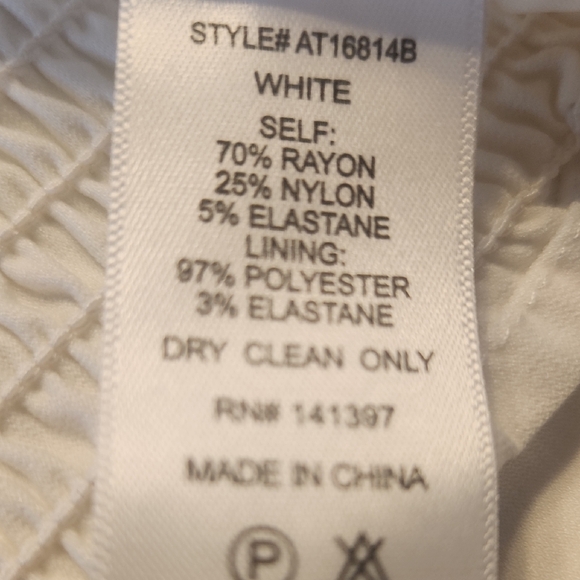 STYLE# AT16814B
WHITE
SELF:
70% RAYON
25% NYLON
5% ELASTANE
LINING:
97% POLYESTER
3% ELASTANE
DRY CLEAN ONLY
RN# 141397
MADE IN CHINA
P